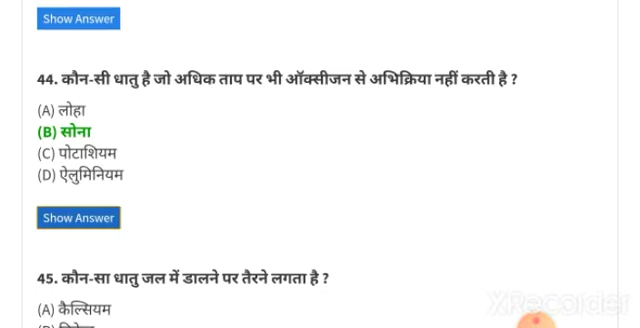 Show Answer
44. कौन-सी धातु है जो अधिक ताप पर भी ऑक्सीजन से अभिक्रिया नहीं करती है ?
(A) लोहा
(B) सोना
(C) पोटाशियम
(D) ऐलुमिनियम
Show Answer
45. कौन-सा धातु जल में डालने पर तैरने लगता है ?
(A) कैल्सियम
XRecorder